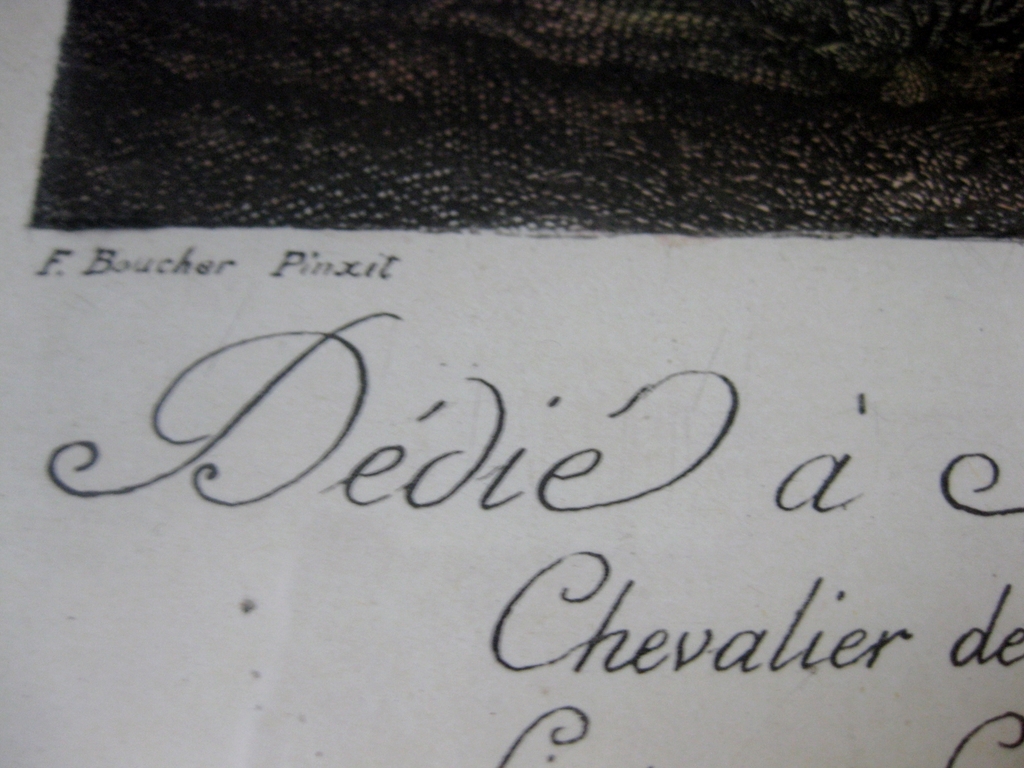 F. Boucher Pinxit
Dédié à
Chevalier de